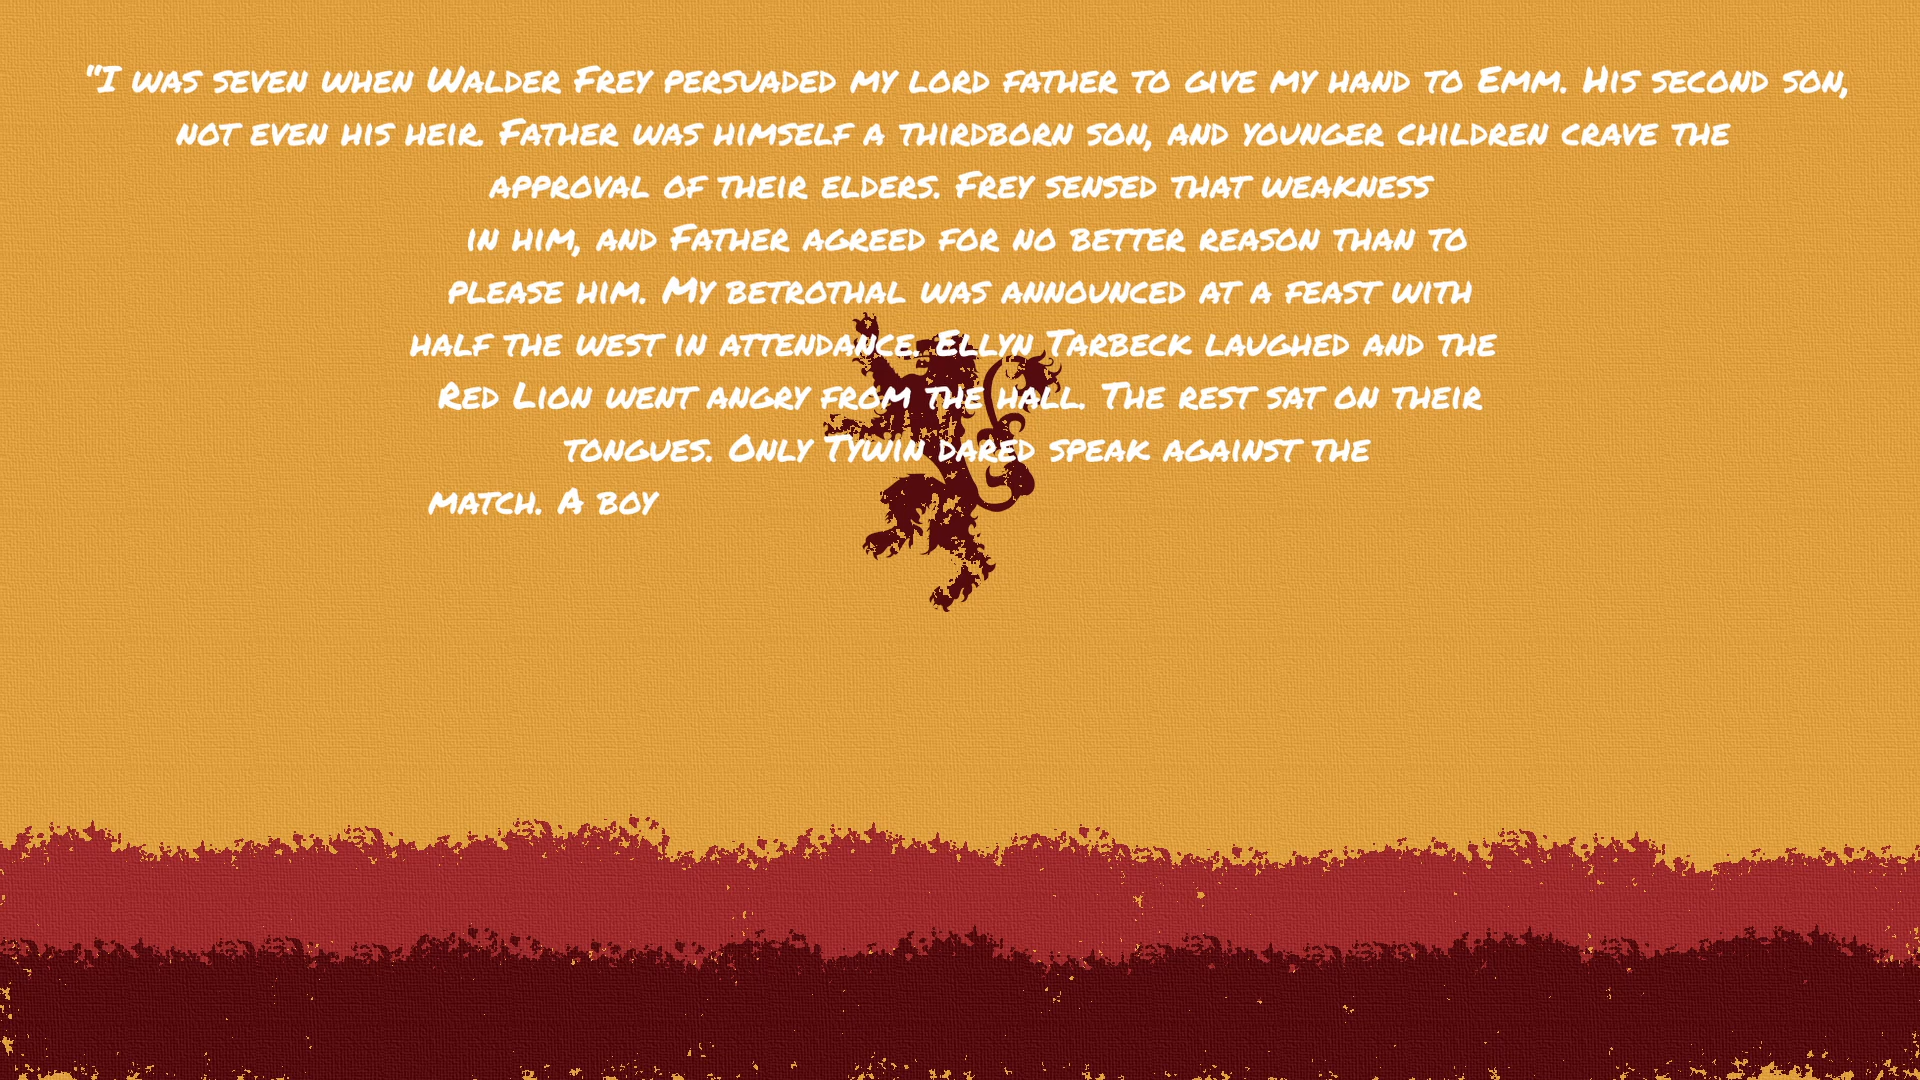 "I was seven when Walder Frey persuaded my lord father to give my hand to Emm. His second son,
not even his heir. Father was himself a thirdborn son, and younger children crave the
approval of their elders. Frey sensed that weakness
in him, and Father agreed for no better reason than to
please him. My betrothal was announced at a feast with
half the west in attendance. Ellyn Tarbeck laughed and the
Red Lion went angry from the hall. The rest sat on their
tongues. Only Tywin dared speak against the
match. A boy